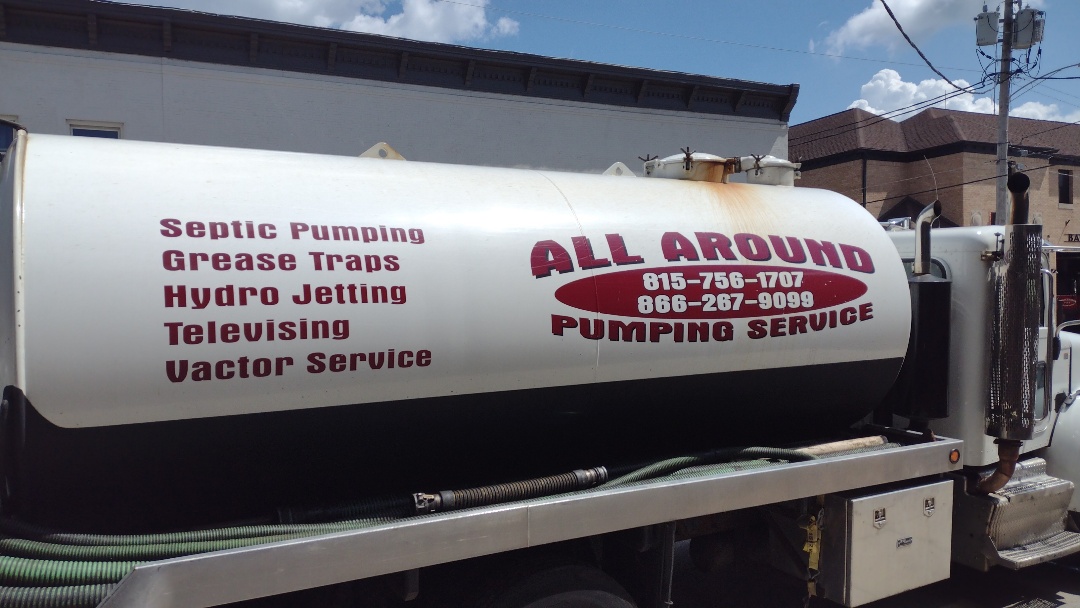 Septic Pumping
Grease Traps
Hydro Jetting
Televising
Vactor Service
ALL AROUND
815-756-1707
866-267-9099
PUMPING SERVICE